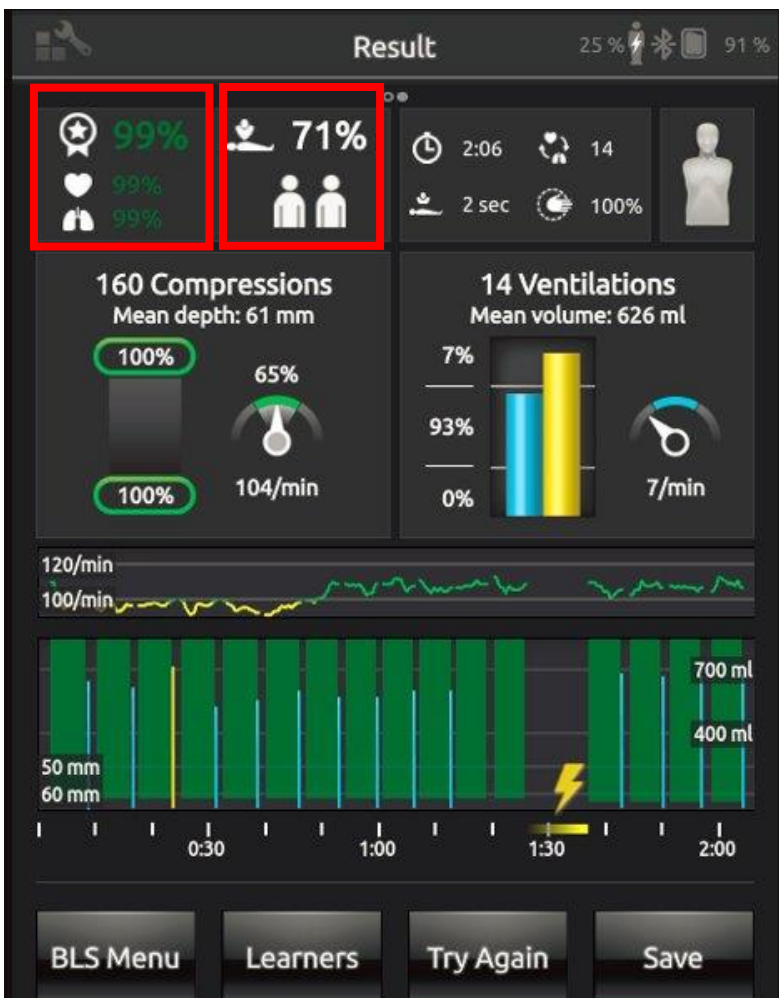 Result
25 %
91 %
99%
99%
99%
71%
2:06
14
2 sec
100%
160 Compressions
Mean depth: 61 mm
100%
65%
100%
104/min
14 Ventilations
Mean volume: 626 ml
7%
93%
0%
7/min
120/min
100/min
700 ml
400 ml
50 mm
60 mm
0:30
1:00
1:30
2:00
BLS Menu
Learners
Try Again
Save